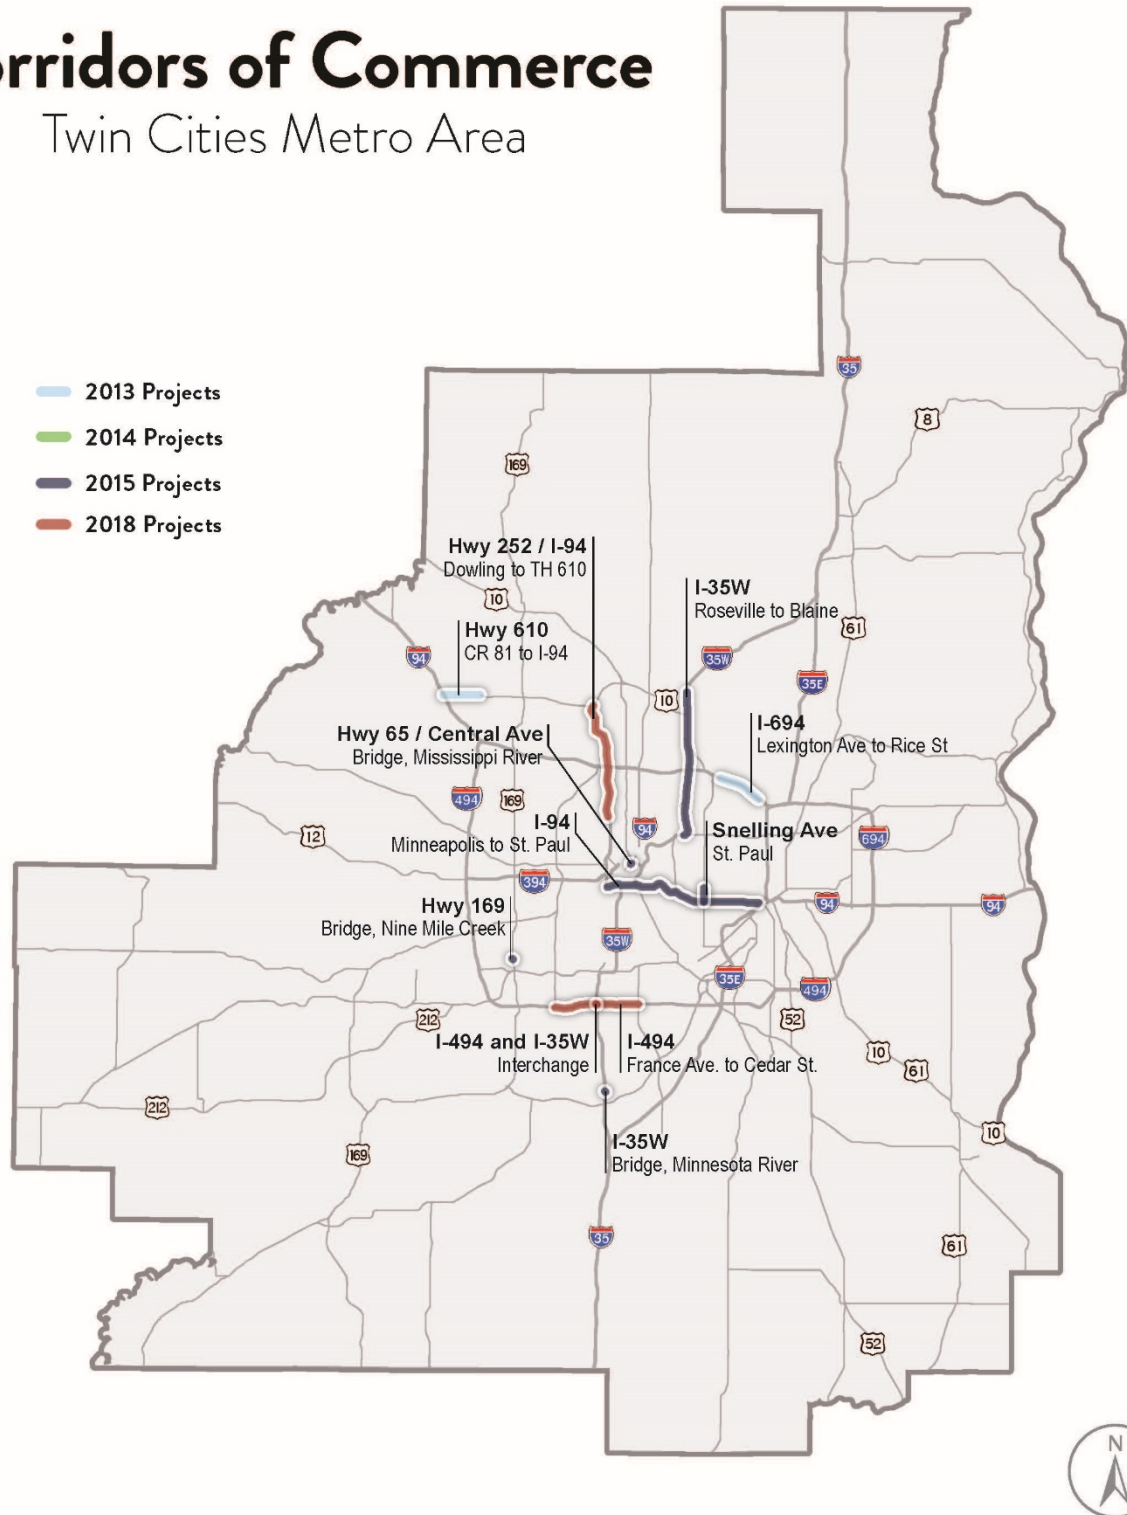 orridors of Commerce
Twin Cities Metro Area
2013 Projects
2014 Projects
2015 Projects
2018 Projects
35
8
169
Hwy 252 / I-94
Dowling to TH 610
10
I-35W
Roseville to Blaine
61
Hwy 610
CR 81 to I-94
94
35W
35E
10
I-694
Lexington Ave to Rice St
Hwy 65 / Central Ave
Bridge, Mississippi River
494
169
12
I-94
Minneapolis to St. Paul
94
Snelling Ave
St. Paul
694
394
94
94
Hwy 169
Bridge, Nine Mile Creek
35W
35E
494
212
52
I-494 and I-35W
Interchange
I-494
France Ave. to Cedar St.
10
61
212
10
169
I-35W
Bridge, Minnesota River
35
61
52
N